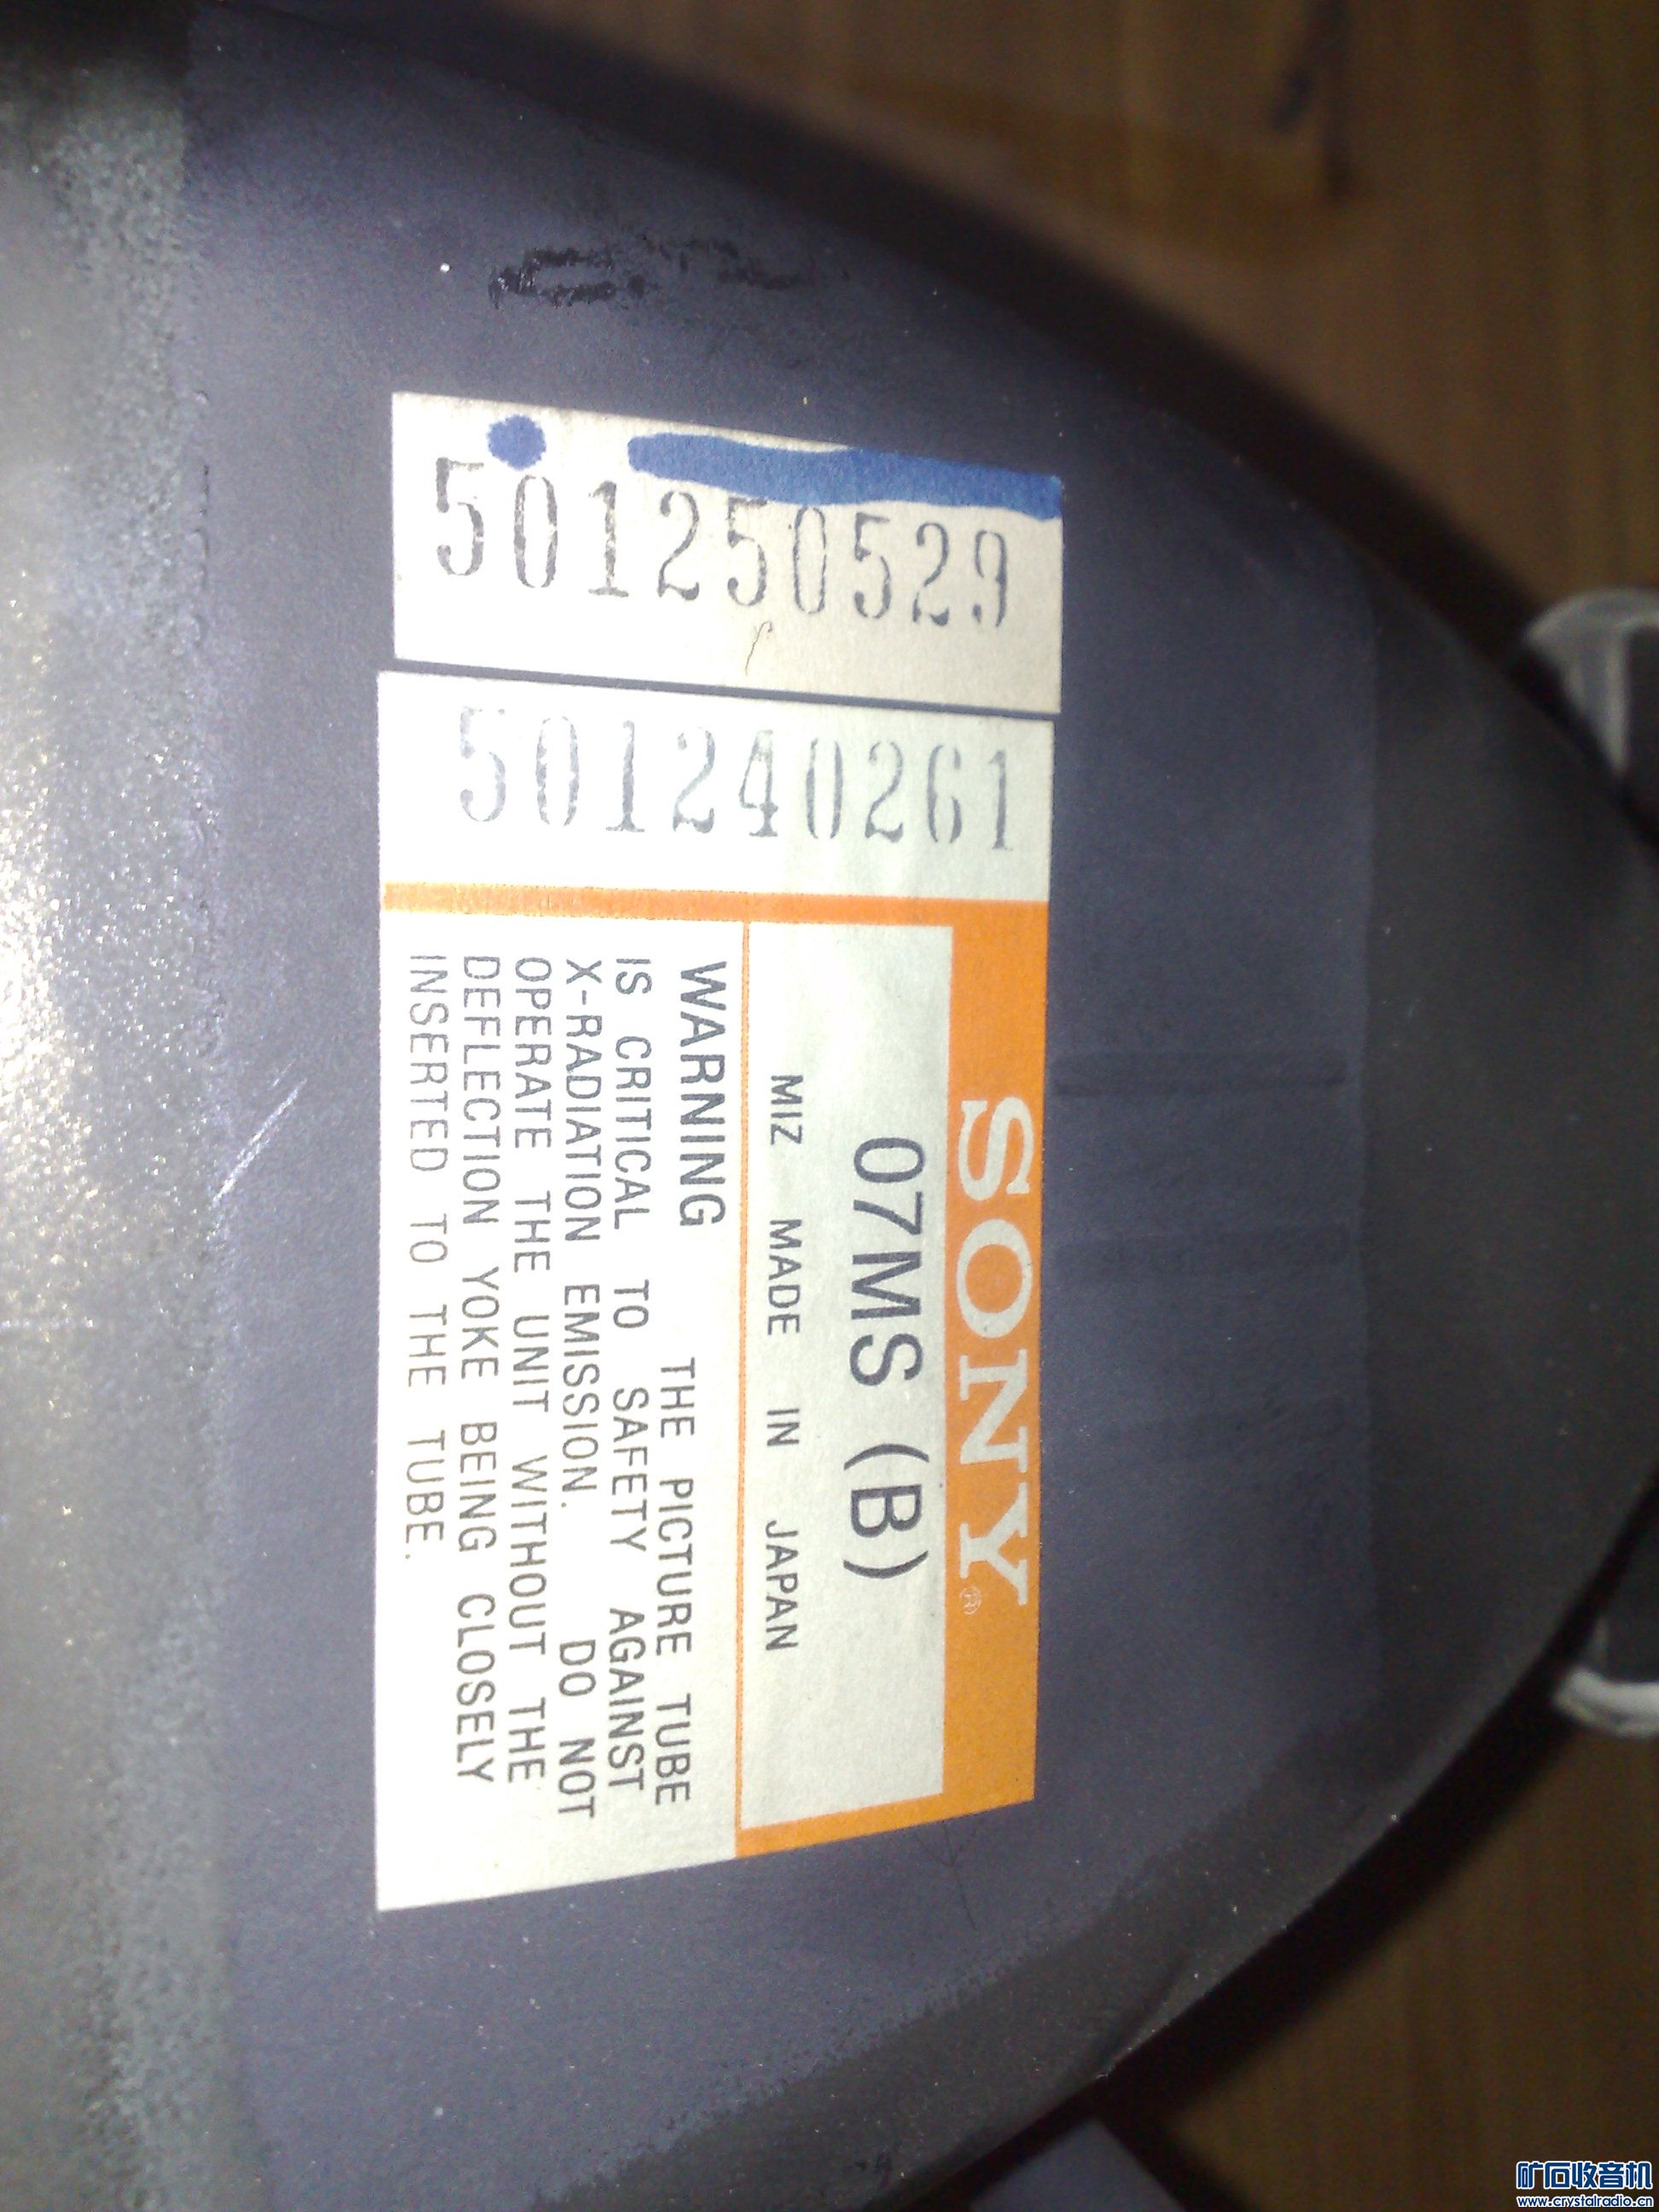 501250529
501240261
SONY®
07MS (B)
MIZ MADE IN JAPAN
WARNING THE PICTURE TUBE
IS CRITICAL TO SAFETY AGAINST
X-RADIATION EMISSION. DO NOT
OPERATE THE UNIT WITHOUT THE
DEFLECTION YOKE BEING CLOSELY
INSERTED TO THE TUBE.
矿石收音机
www.crystalradio.cn